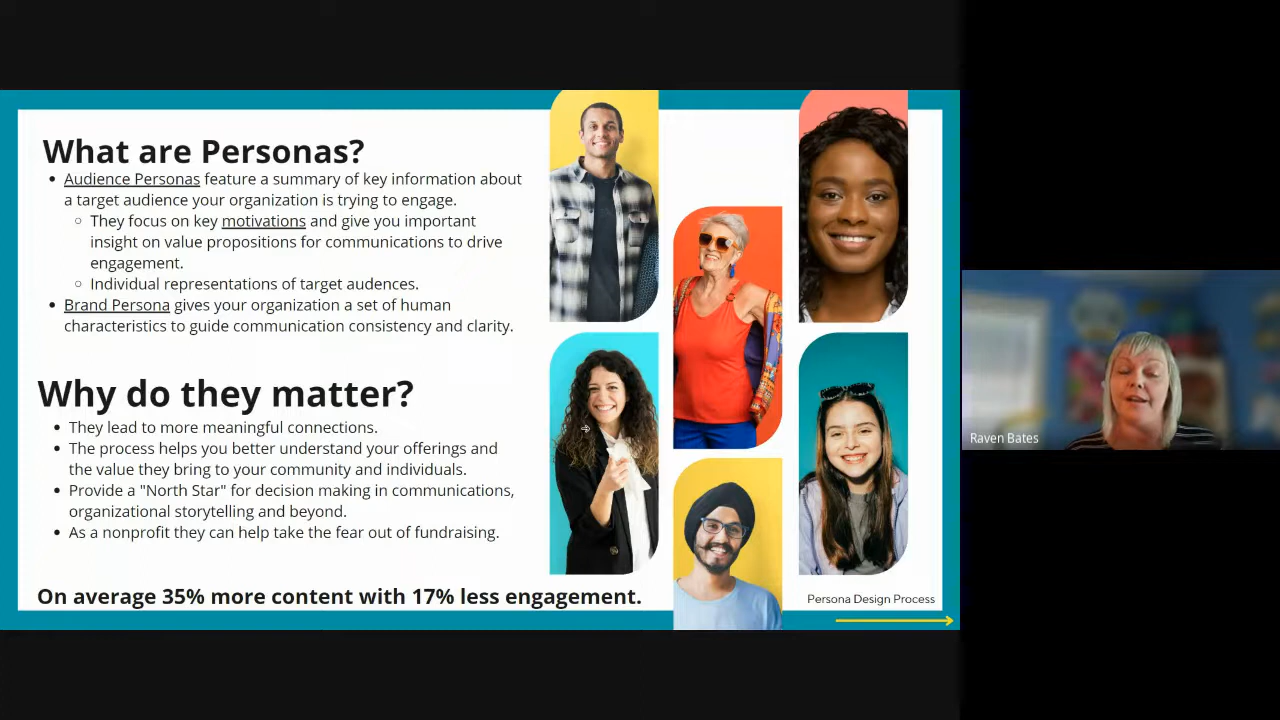 What are Personas?
Audience Personas feature a summary of key information about
a target audience your organization is trying to engage.
They focus on key motivations and give you important
insight on value propositions for communications to drive
engagement.
Individual representations of target audiences.
Brand Persona gives your organization a set of human
characteristics to guide communication consistency and clarity.
Why do they matter?
They lead to more meaningful connections.
The process helps you better understand your offerings and
the value they bring to your community and individuals.
Provide a "North Star" for decision making in communications,
organizational storytelling and beyond.
As a nonprofit they can help take the fear out of fundraising.
On average 35% more content with 17% less engagement.
Persona Design Process
Raven Bates